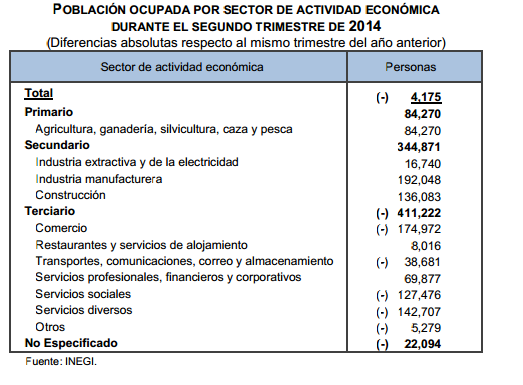 POBLACIÓN OCUPADA POR SECTOR DE ACTIVIDAD ECONÓMICA
DURANTE EL SEGUNDO TRIMESTRE DE 2014
(Diferencias absolutas respecto al mismo trimestre del año anterior)
Sector de actividad económica Personas
Total (-) 4,175
Primario 84,270
Agricultura, ganadería, silvicultura, caza y pesca 84,270
Secundario 344,871
Industria extractiva y de la electricidad 16,740
Industria manufacturera 192,048
Construcción 136,083
Terciario (-) 411,222
Comercio (-) 174,972
Restaurantes y servicios de alojamiento 8,016
Transportes, comunicaciones, correo y almacenamiento (-) 38,681
Servicios profesionales, financieros y corporativos 69,877
Servicios sociales (-) 127,476
Servicios diversos (-) 142,707
Otros (-) 5,279
No Especificado (-) 22,094
Fuente: INEGI.